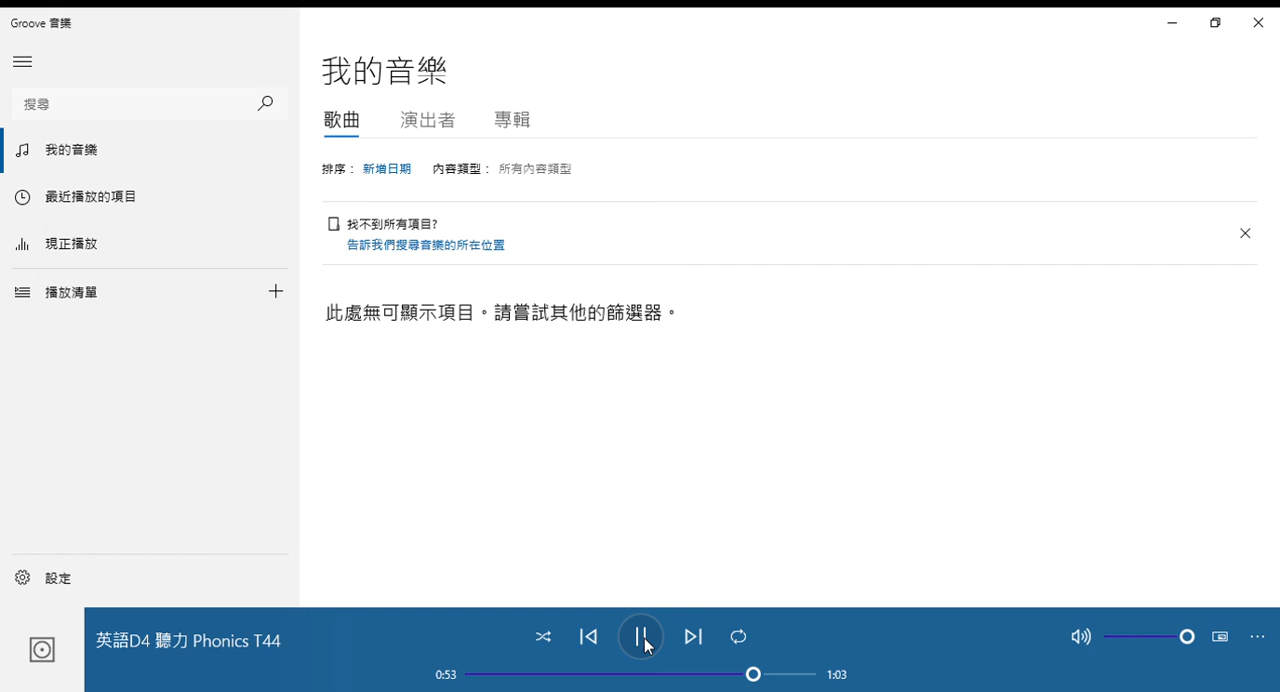 Groove 音樂
搜尋
我的音樂
最近播放的項目
現正播放
播放清單
設定
我的音樂
歌曲 演出者 專輯
排序： 新增日期 內容類型： 所有內容類型
找不到所有項目?
告訴我們搜尋音樂的所在位置
此處無可顯示項目。請嘗試其他的篩選器。
英語D4 聽力 Phonics T44
0:53 1:03